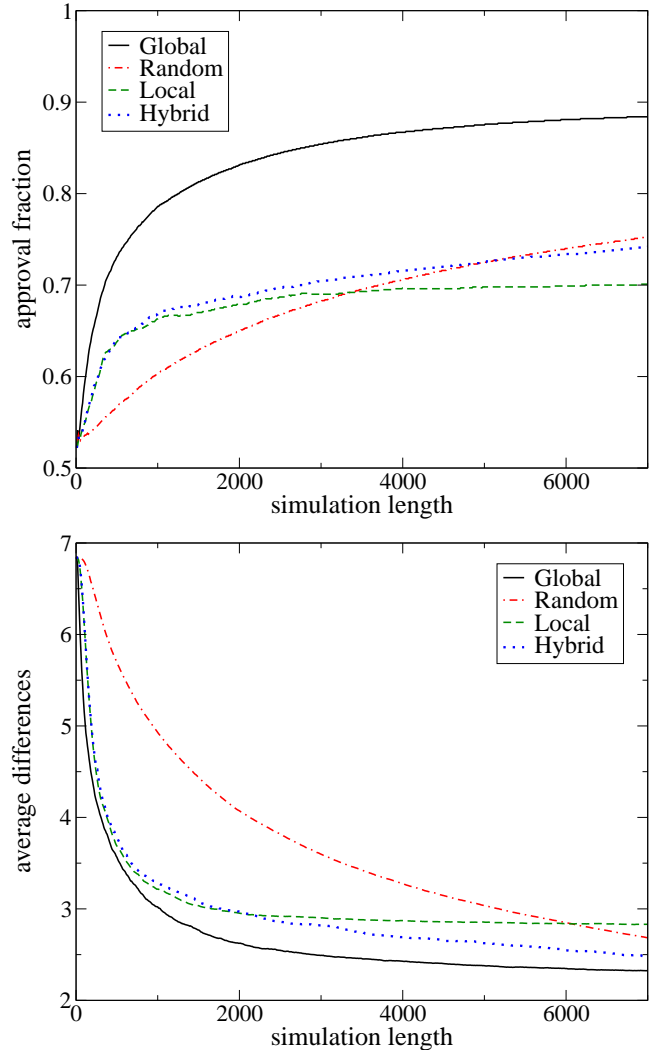 1
0.9
0.8
0.7
0.6
0.5
approval fraction
Global
Random
Local
Hybrid
0 2000 4000 6000
simulation length
7
6
5
4
3
2
average differences
Global
Random
Local
Hybrid
0 2000 4000 6000
simulation length